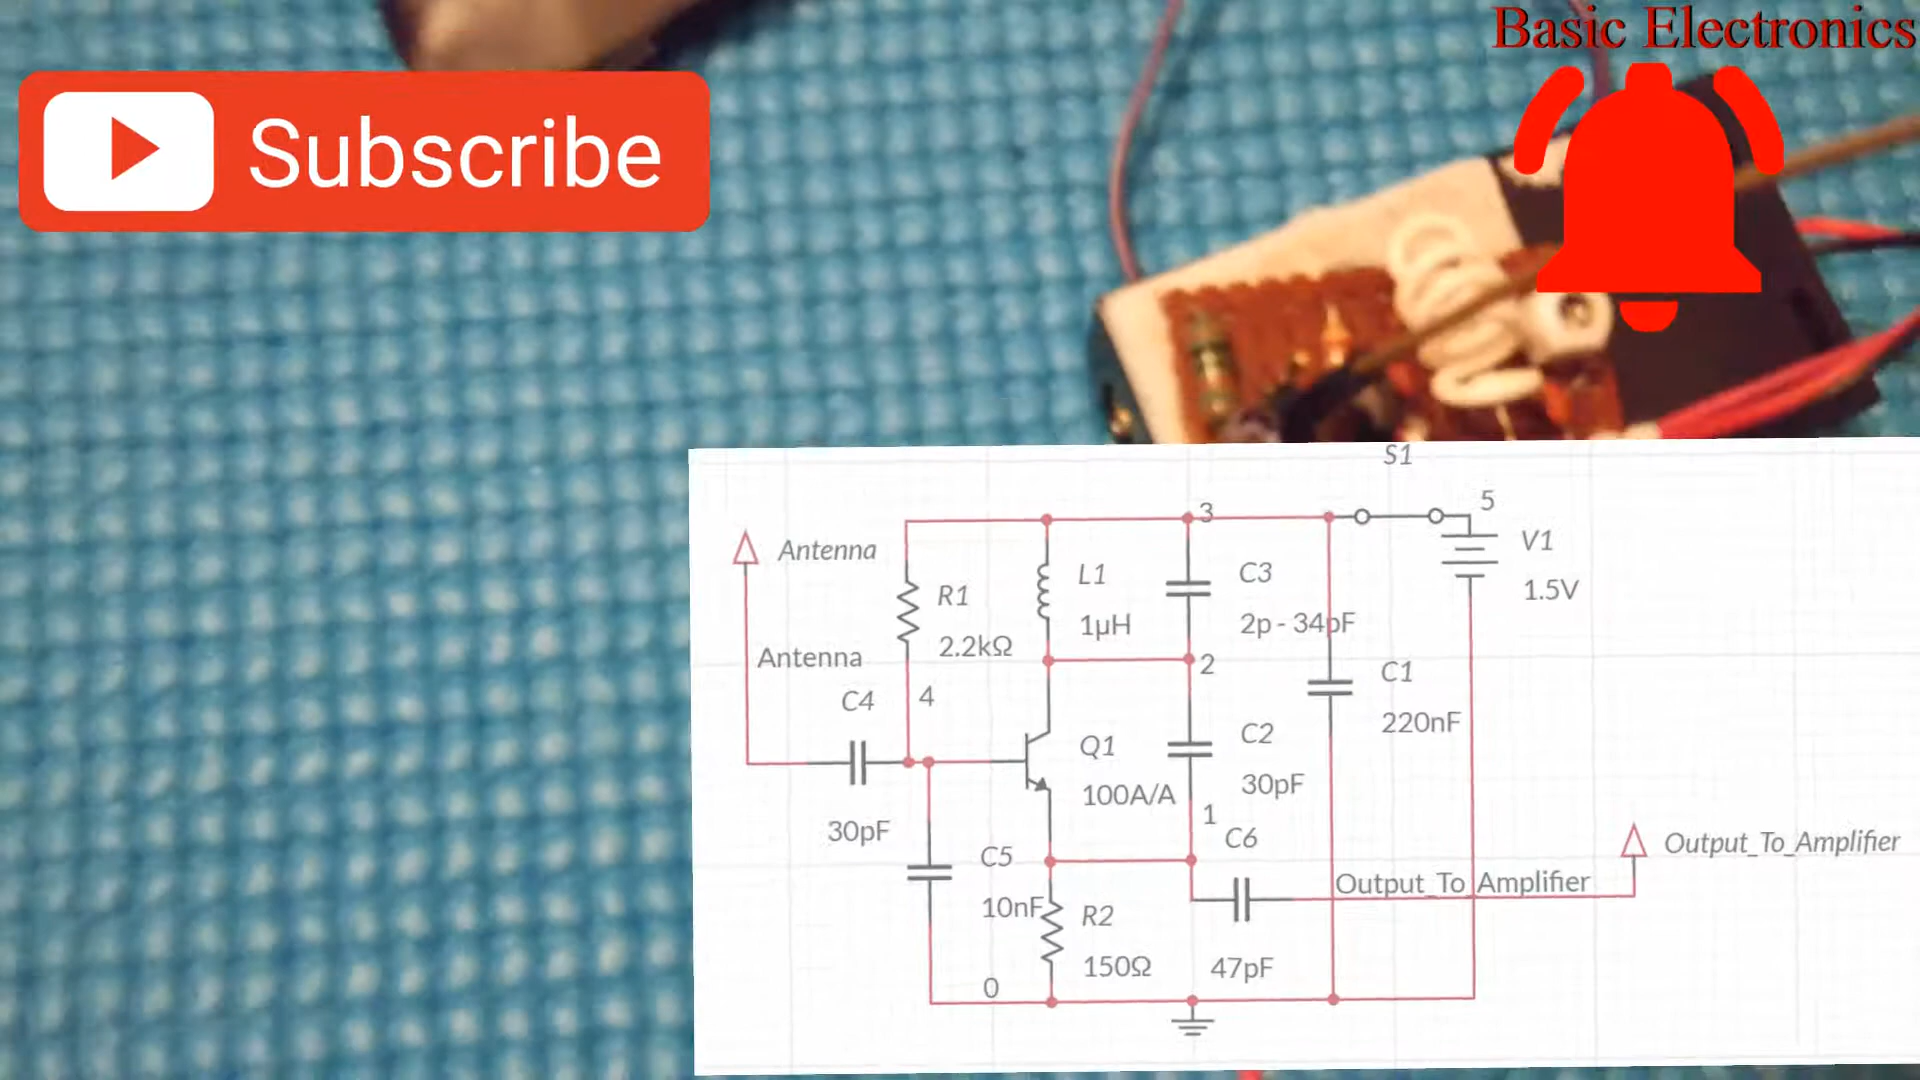 Basic Electronics
Subscribe
S1
3
5
Antenna
V1
1.5V
R1
2.2kΩ
L1
1μH
C3
2p - 34pF
Antenna
2
C1
220nF
C4
4
30pF
Q1
100A/A
C2
30pF
1
C6
47pF
C5
10nF
R2
150Ω
0
Output_To_Amplifier
Output_To_Amplifier